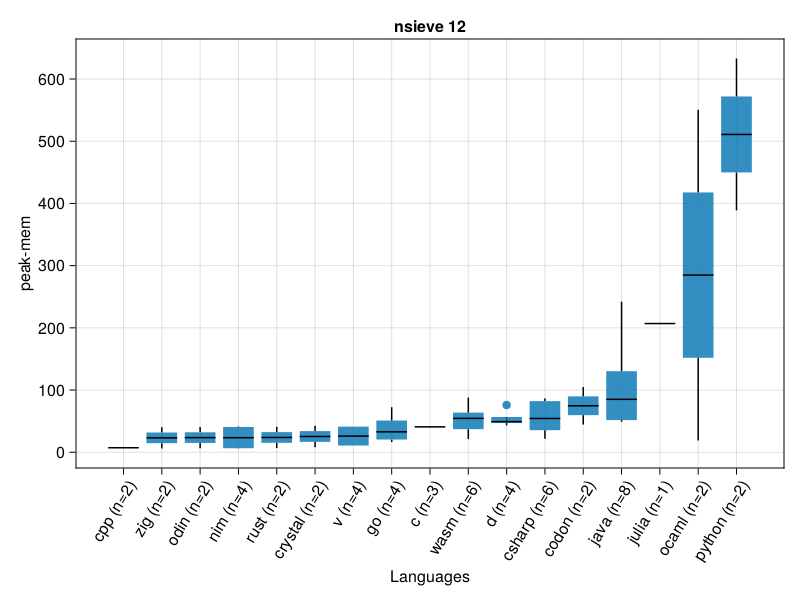 nsieve 12
peak-mem
600
500
400
300
200
100
0
cpp (n=2)
zig (n=2)
odin (n=2)
nim (n=4)
rust (n=2)
crystal (n=2)
v (n=4)
go (n=4)
c (n=3)
wasm (n=6)
d (n=4)
csharp (n=6)
codon (n=2)
java (n=8)
julia (n=1)
ocaml (n=2)
python (n=2)
Languages